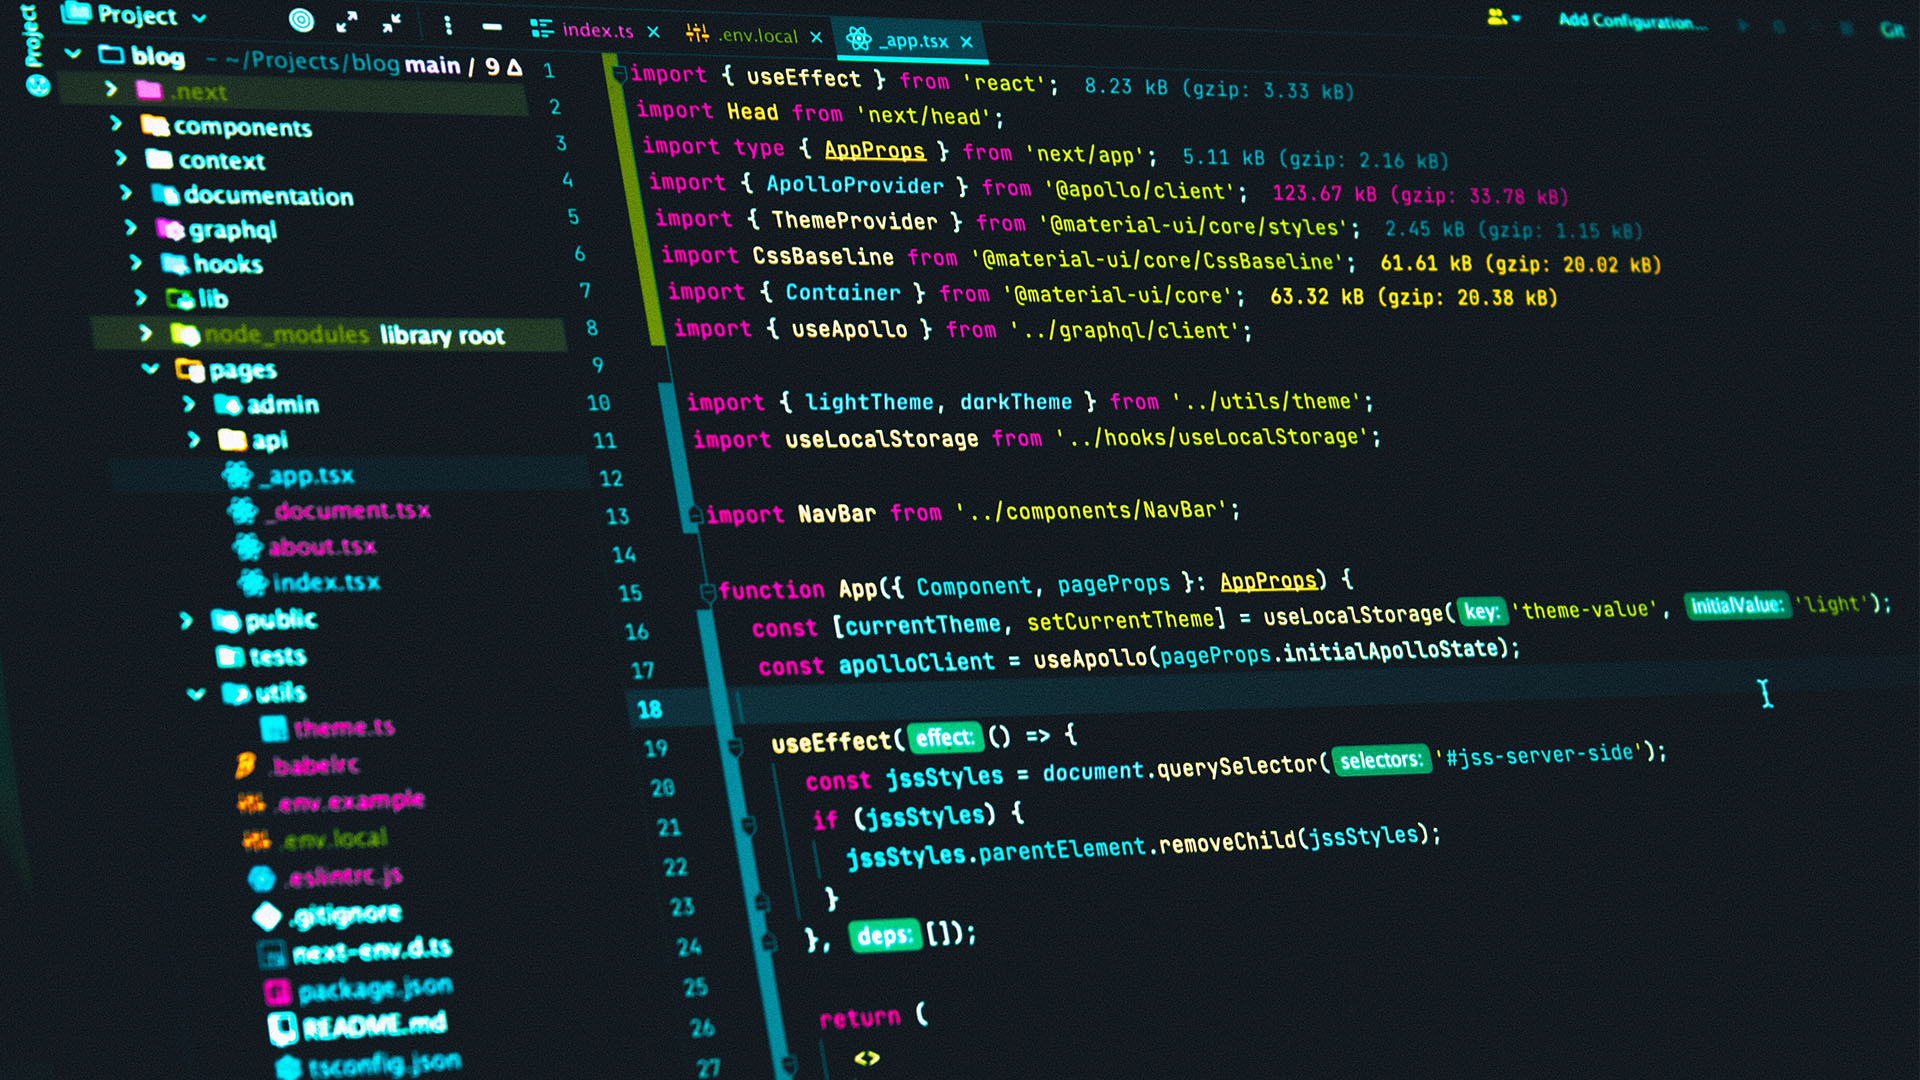 Project
Project
index.ts
.env.local
_app.tsx
Add Configuration...
Git
blog ~/Projects/blog main / 9 Δ
.next
components
context
documentation
graphql
hooks
lib
node_modules library root
pages
admin
api
_app.tsx
_document.tsx
about.tsx
index.tsx
public
tests
utils
theme.ts
.babelrc
.env.example
.env.local
.eslintrc.js
.gitignore
next-env.d.ts
package.json
README.md
tsconfig.json
1 import { useEffect } from 'react'; 8.23 kB (gzip: 3.33 kB)
2 import Head from 'next/head';
3 import type { AppProps } from 'next/app'; 5.11 kB (gzip: 2.16 kB)
4 import { ApolloProvider } from '@apollo/client'; 123.67 kB (gzip: 33.78 kB)
5 import { ThemeProvider } from '@material-ui/core/styles'; 2.45 kB (gzip: 1.15 kB)
6 import CssBaseline from '@material-ui/core/CssBaseline'; 61.61 kB (gzip: 20.02 kB)
7 import { Container } from '@material-ui/core'; 63.32 kB (gzip: 20.38 kB)
8 import { useApollo } from '../graphql/client';
9
10 import { lightTheme, darkTheme } from '../utils/theme';
11 import useLocalStorage from '../hooks/useLocalStorage';
12
13 import NavBar from '../components/NavBar';
14
15 function App({ Component, pageProps }: AppProps) {
16 const [currentTheme, setCurrentTheme] = useLocalStorage( key: 'theme-value', initialValue: 'light');
17 const apolloClient = useApollo(pageProps.initialApolloState);
18
19 useEffect( effect: () => {
20 const jssStyles = document.querySelector( selectors: '#jss-server-side');
21 if (jssStyles) {
22 jssStyles.parentElement.removeChild(jssStyles);
23 }
24 }, deps: []);
25
26 return (
27 <>